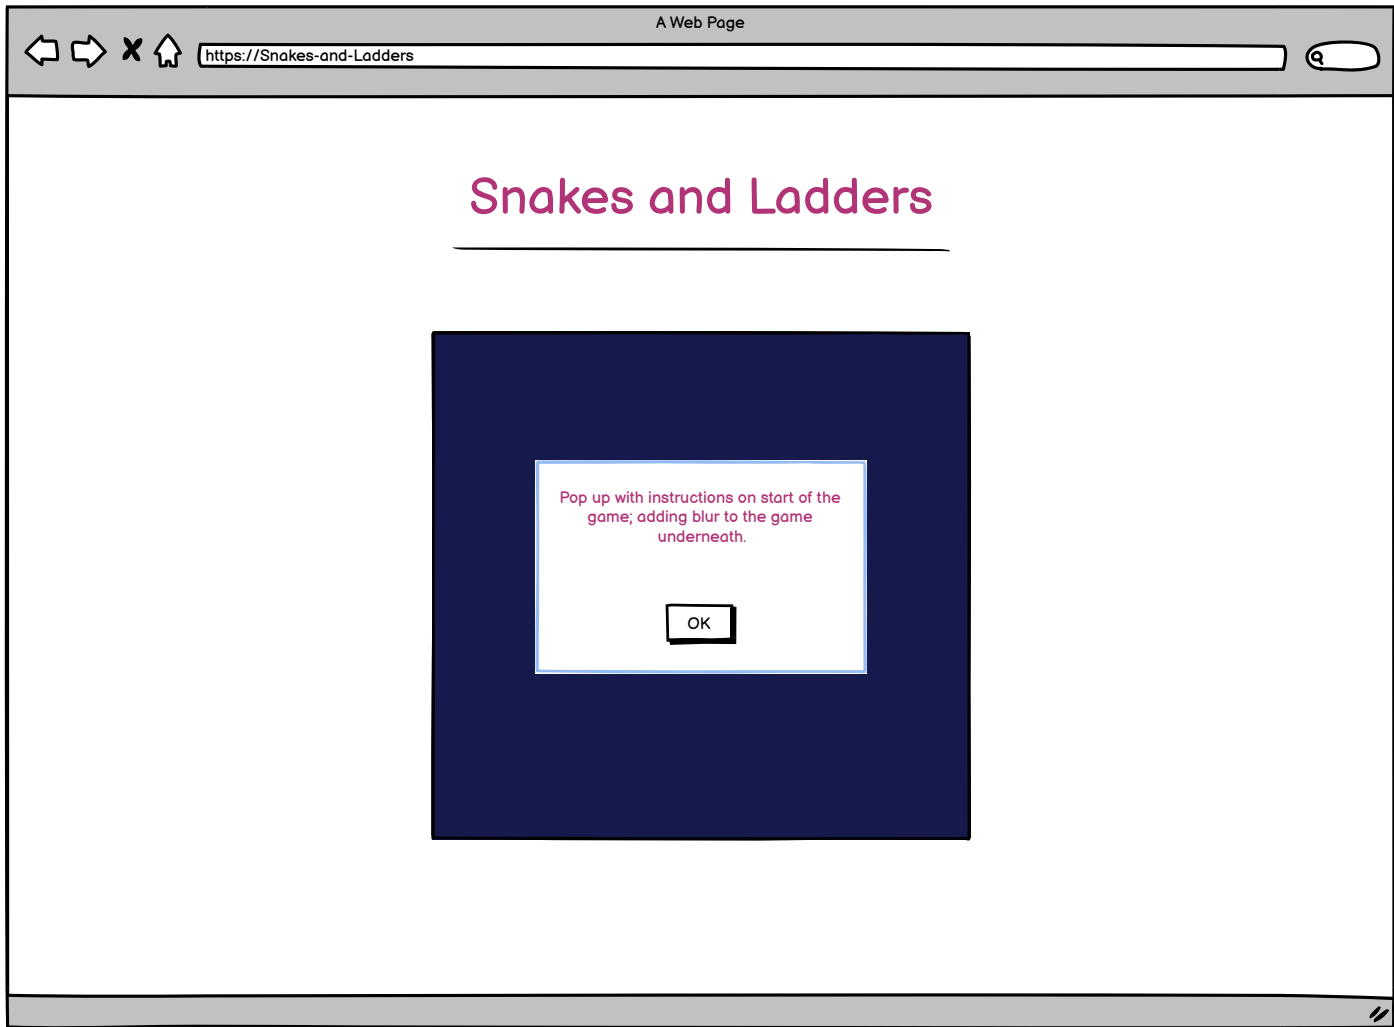 A Web Page
https://Snakes-and-Ladders
Snakes and Ladders
Pop up with instructions on start of the
game; adding blur to the game
underneath.
OK